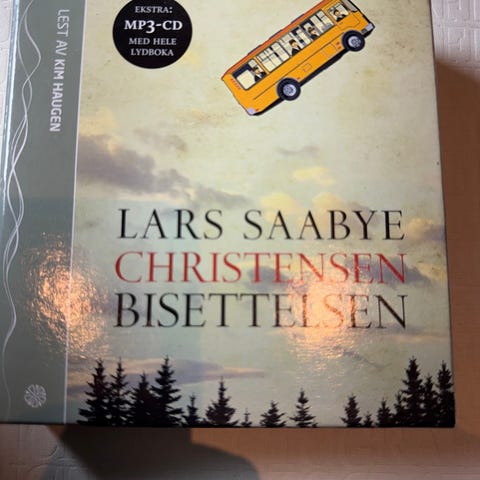 LEST AV KIM HAUGEN
EKSTRA:
MP3-CD
MED HELE
LYDBOKA
LARS SAABYE
CHRISTENSEN
BISETTELSEN